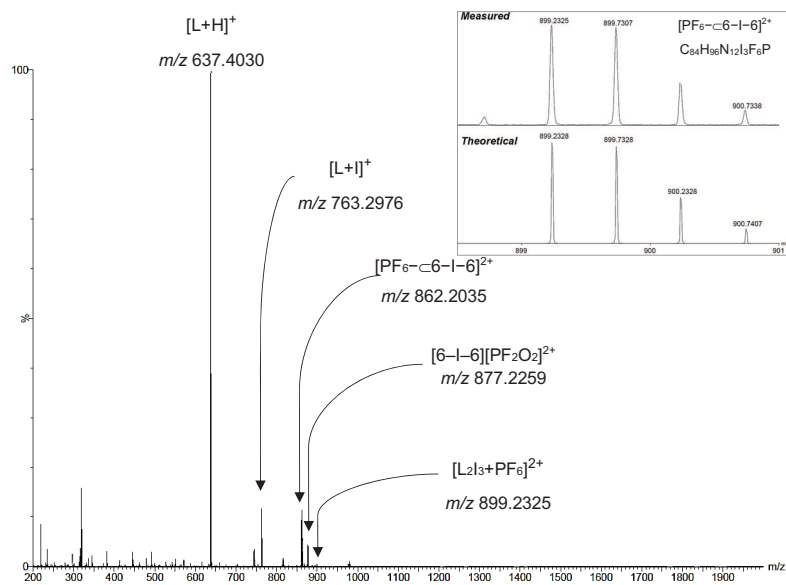 [L+H]+
m/z 637.4030
[L+I]+
m/z 763.2976
[PF6–⊂6-I-6]2+
m/z 862.2035
[6–I–6][PF2O2]2+
m/z 877.2259
[L2I3+PF6]2+
m/z 899.2325
100
%
0
200 300 400 500 600 700 800 900 1000 1100 1200 1300 1400 1500 1600 1700 1800 1900
m/z
Measured
[PF6–⊂6-I-6]2+
C84H96N12I3F6P
899.2325
899.7307
900.7338
Theoretical
899.2328
899.7328
900.2328
900.7407
899
900
901